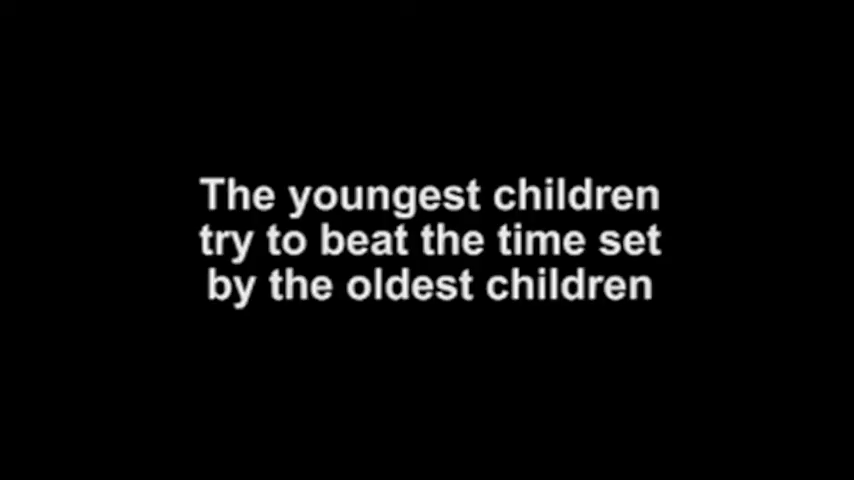 The youngest children
try to beat the time set
by the oldest children